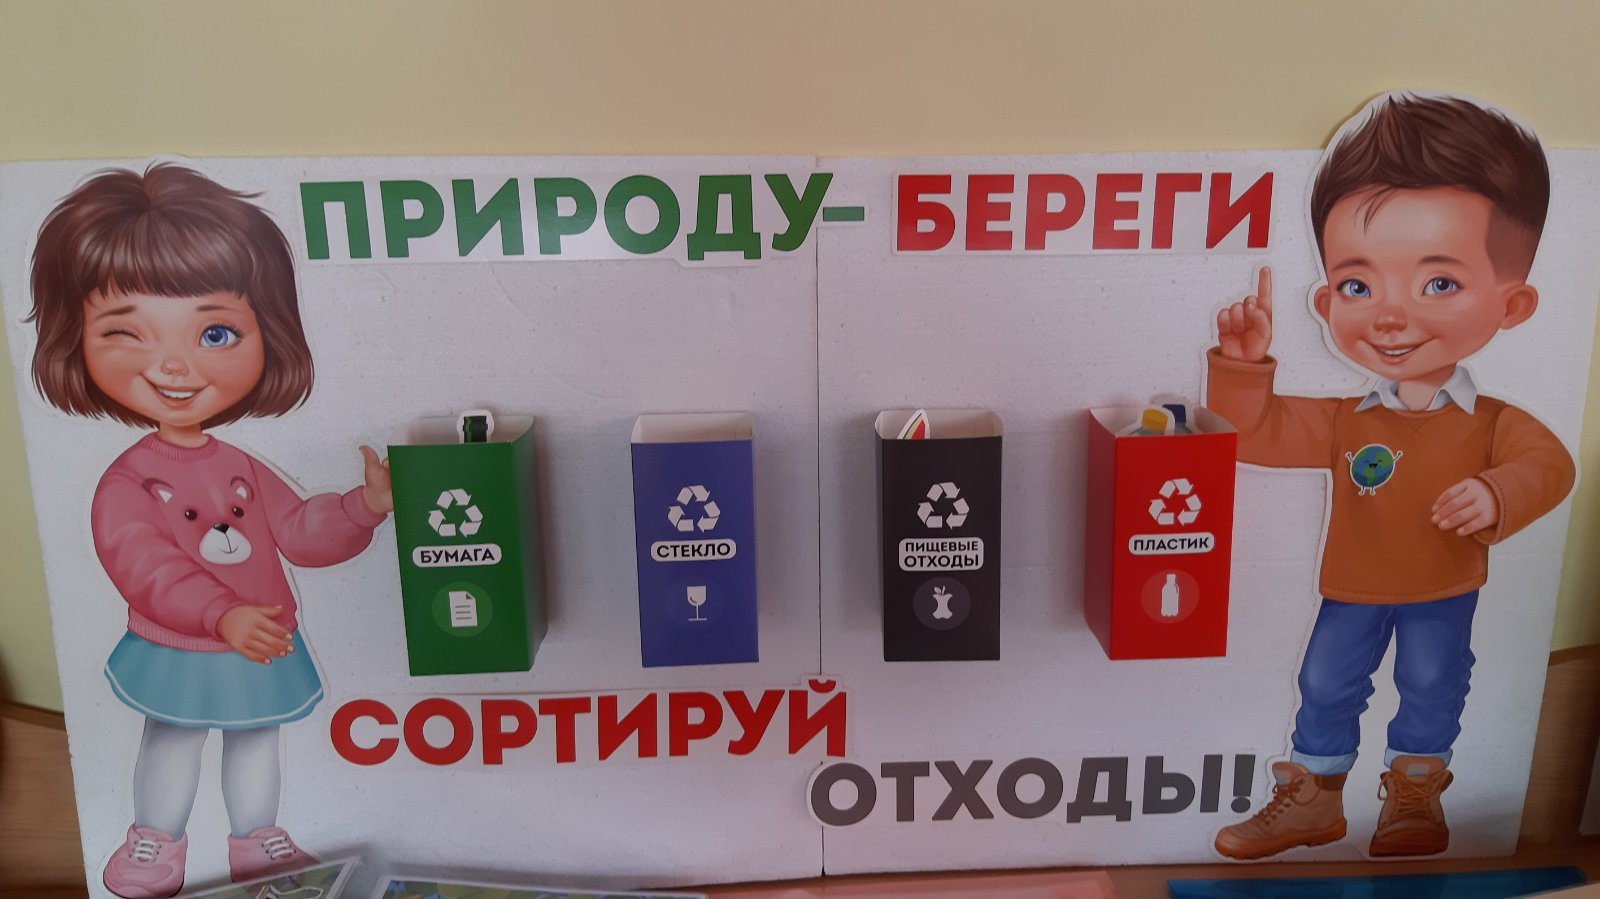 ПРИРОДУ- БЕРЕГИ
БУМАГА
СТЕКЛО
ПИЩЕВЫЕ
ОТХОДЫ
ПЛАСТИК
СОРТИРУЙ
ОТХОДЫ!